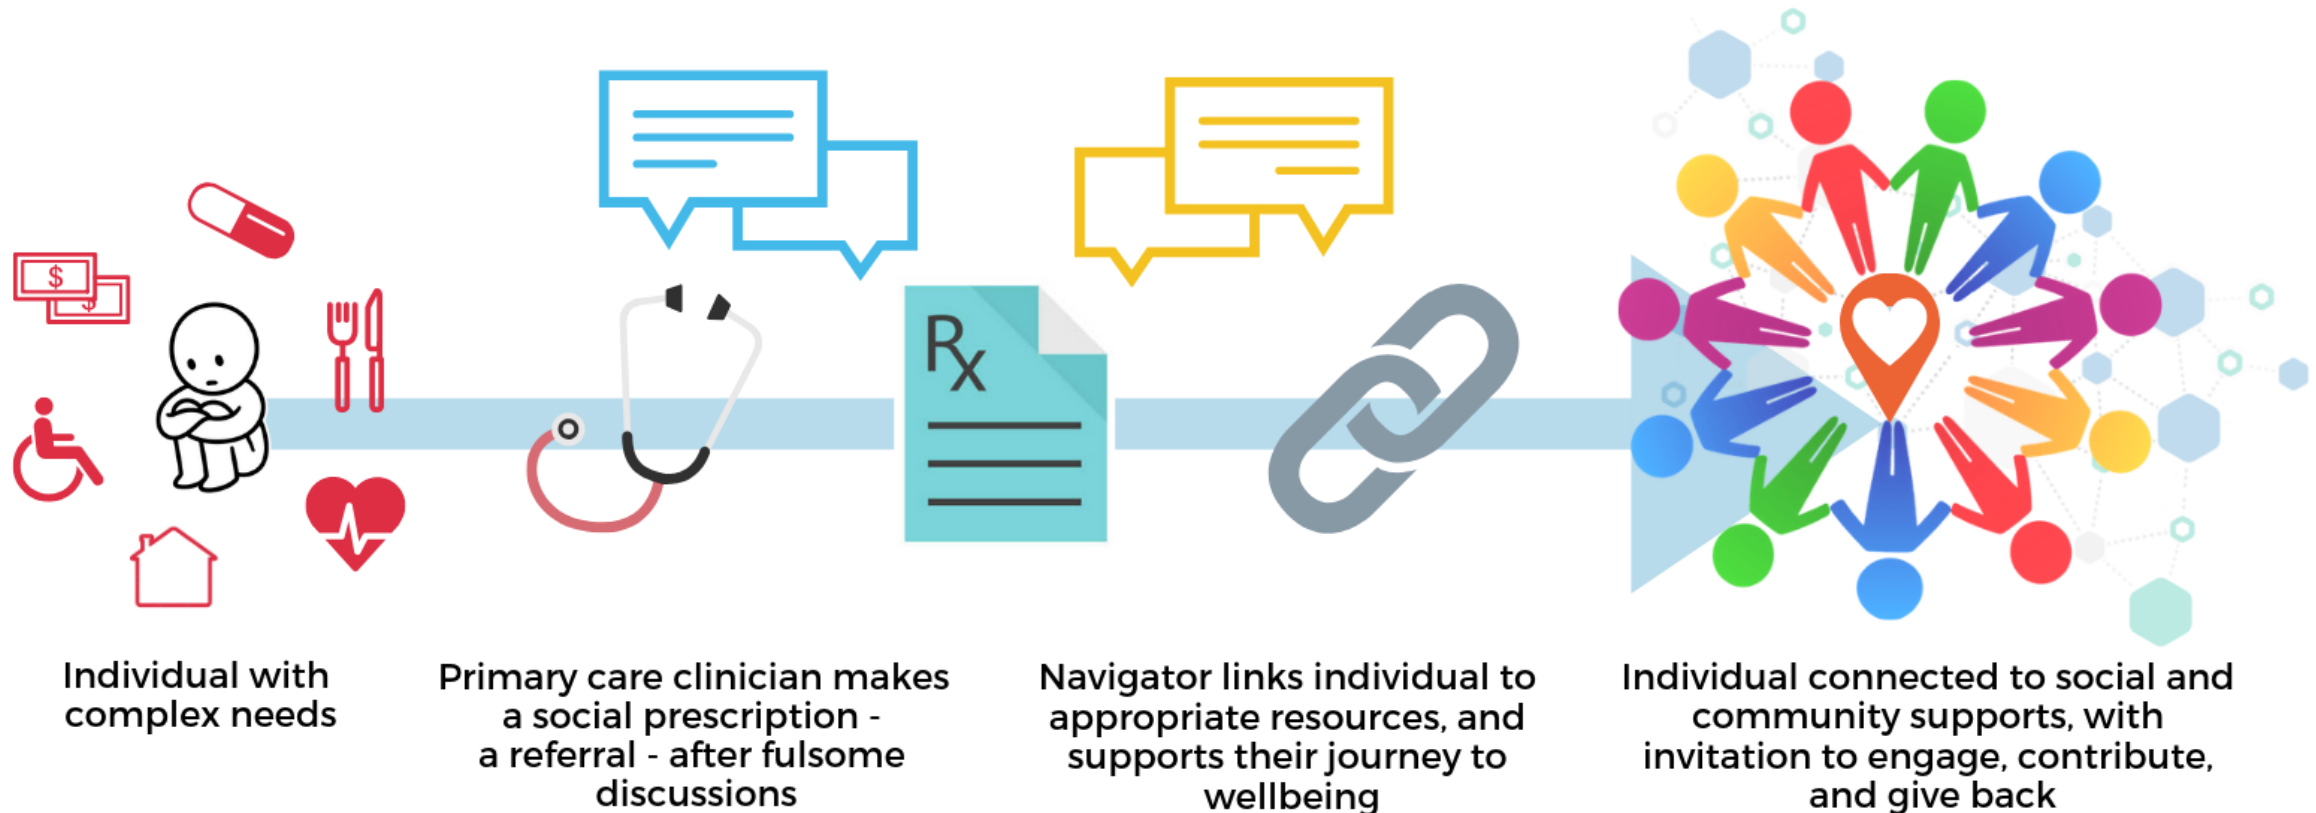 $
$
Rx
Individual with
complex needs
Primary care clinician makes
a social prescription -
a referral - after fulsome
discussions
Navigator links individual to
appropriate resources, and
supports their journey to
wellbeing
Individual connected to social and
community supports, with
invitation to engage, contribute,
and give back